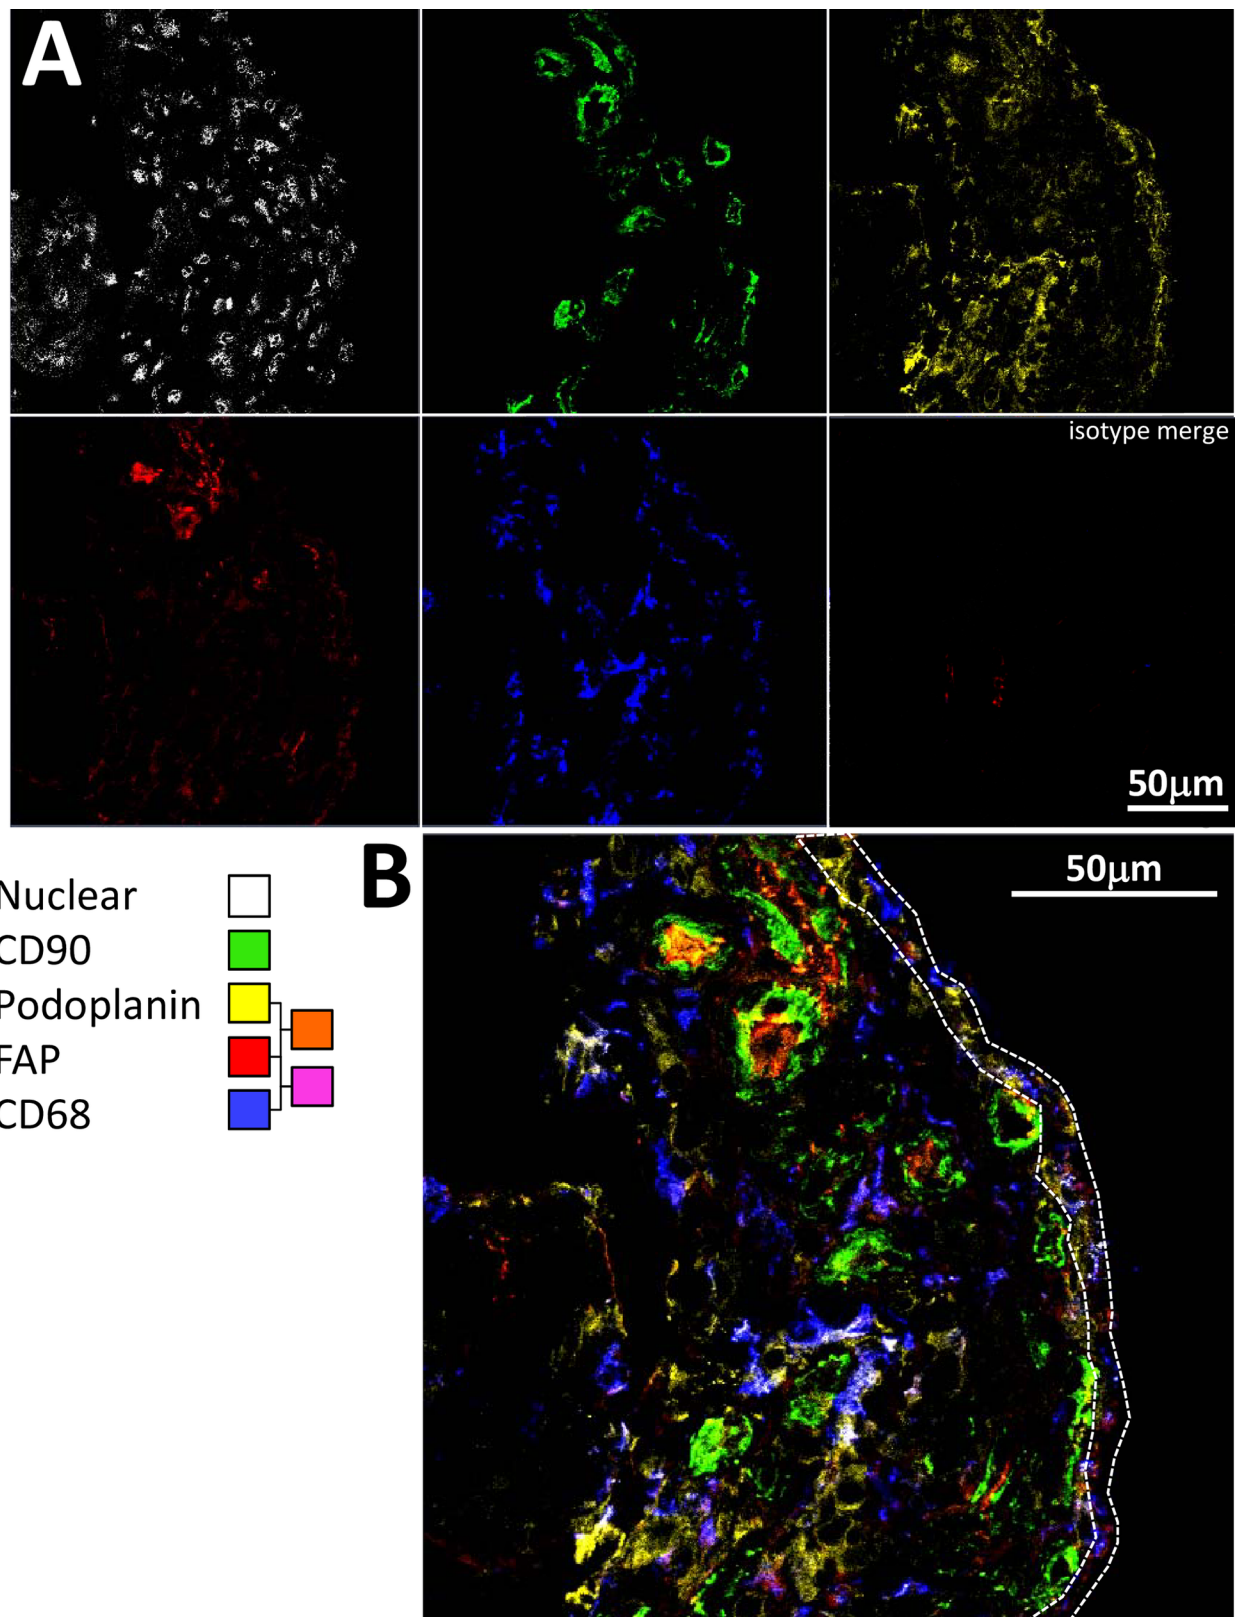 A
isotype merge
50μm
B
50μm
Nuclear
CD90
Podoplanin
FAP
CD68